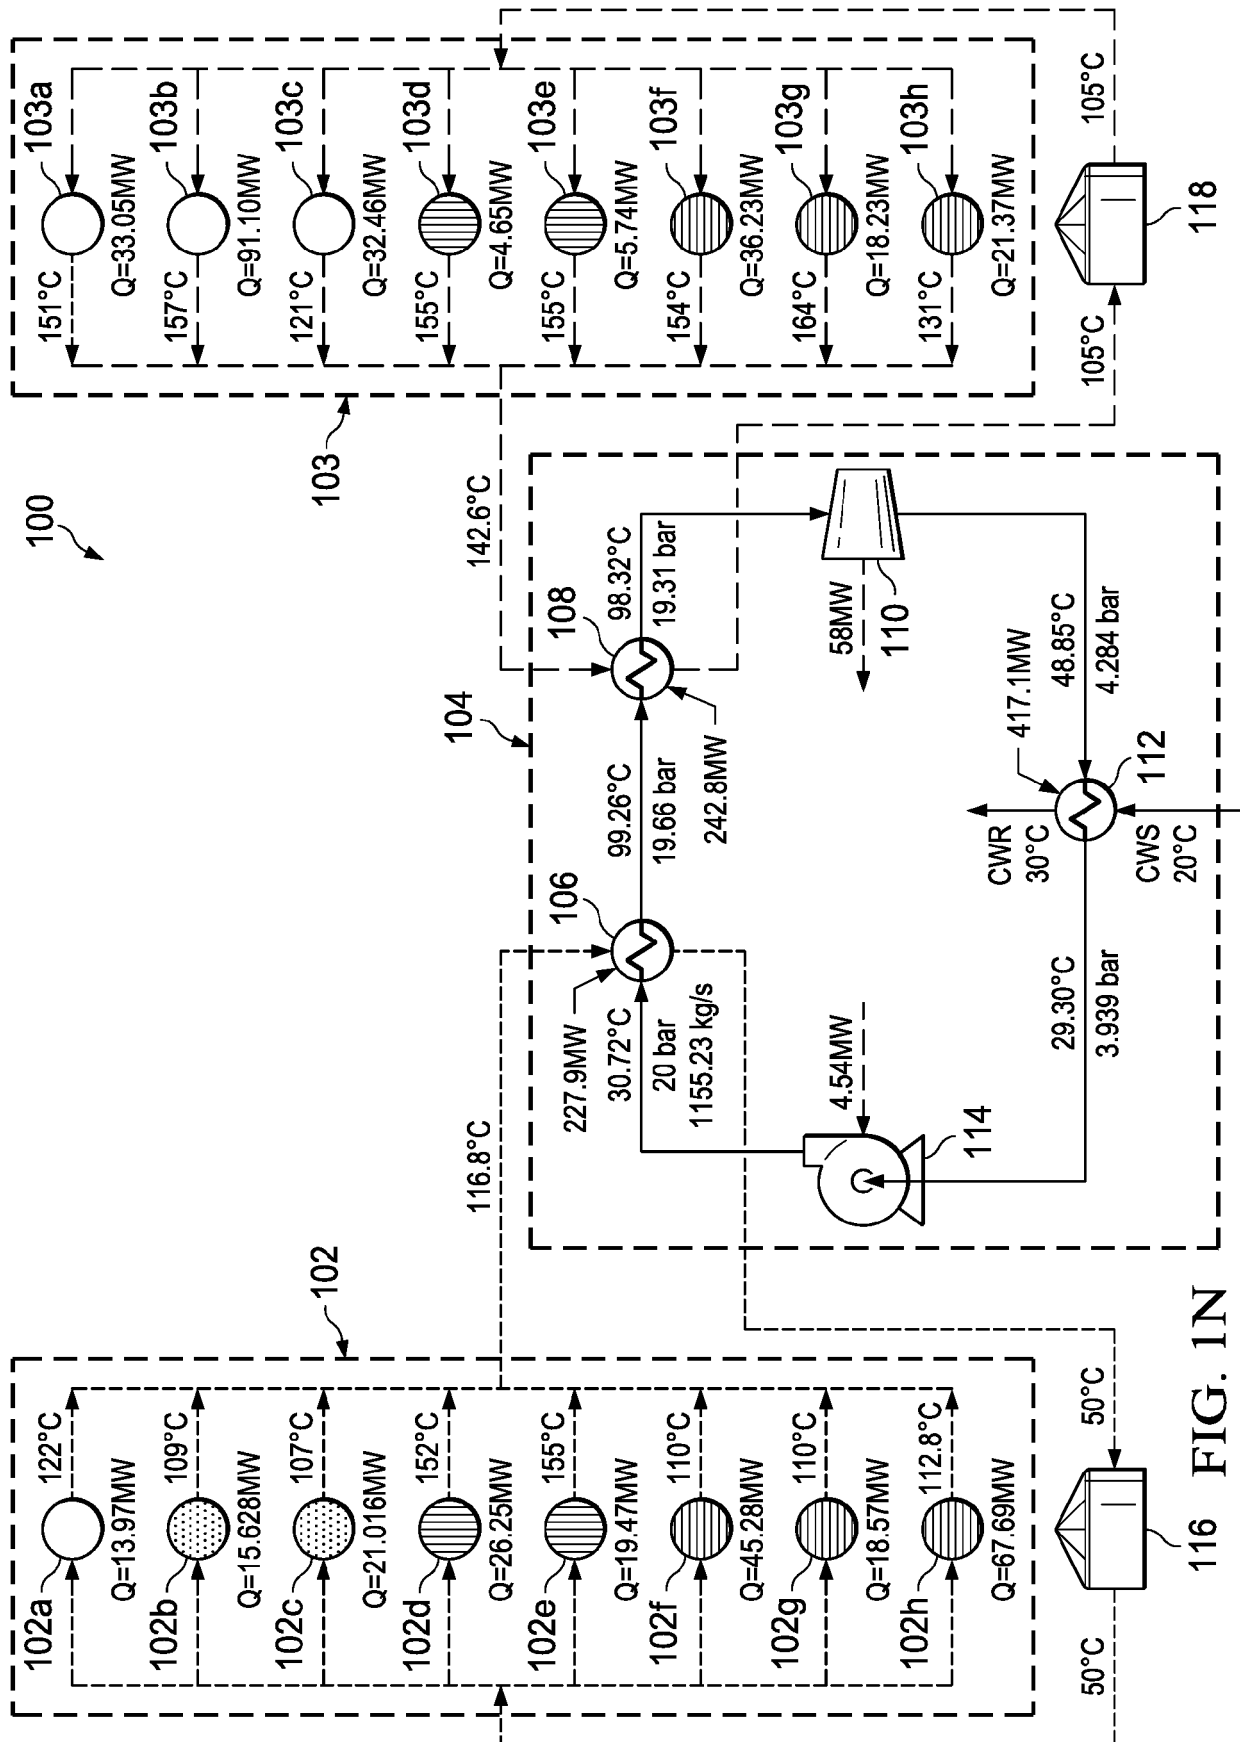 100
102
122°C
102a
Q=13.97MW
109°C
102b
Q=15.628MW
107°C
102c
Q=21.016MW
152°C
102d
Q=26.25MW
155°C
102e
Q=19.47MW
110°C
102f
Q=45.28MW
110°C
102g
Q=18.57MW
112.8°C
102h
Q=67.69MW
50°C
50°C
116
116.8°C
104
227.9MW
106
30.72°C
20 bar
1155.23 kg/s
99.26°C
19.66 bar
108
242.8MW
98.32°C
19.31 bar
58MW
110
4.54MW
114
48.85°C
4.284 bar
417.1MW
112
CWR
30°C
CWS
20°C
29.30°C
3.939 bar
142.6°C
103
151°C
103a
Q=33.05MW
157°C
103b
Q=91.10MW
121°C
103c
Q=32.46MW
155°C
103d
Q=4.65MW
155°C
103e
Q=5.74MW
154°C
103f
Q=36.23MW
164°C
103g
Q=18.23MW
131°C
103h
Q=21.37MW
105°C
105°C
118
FIG. 1N